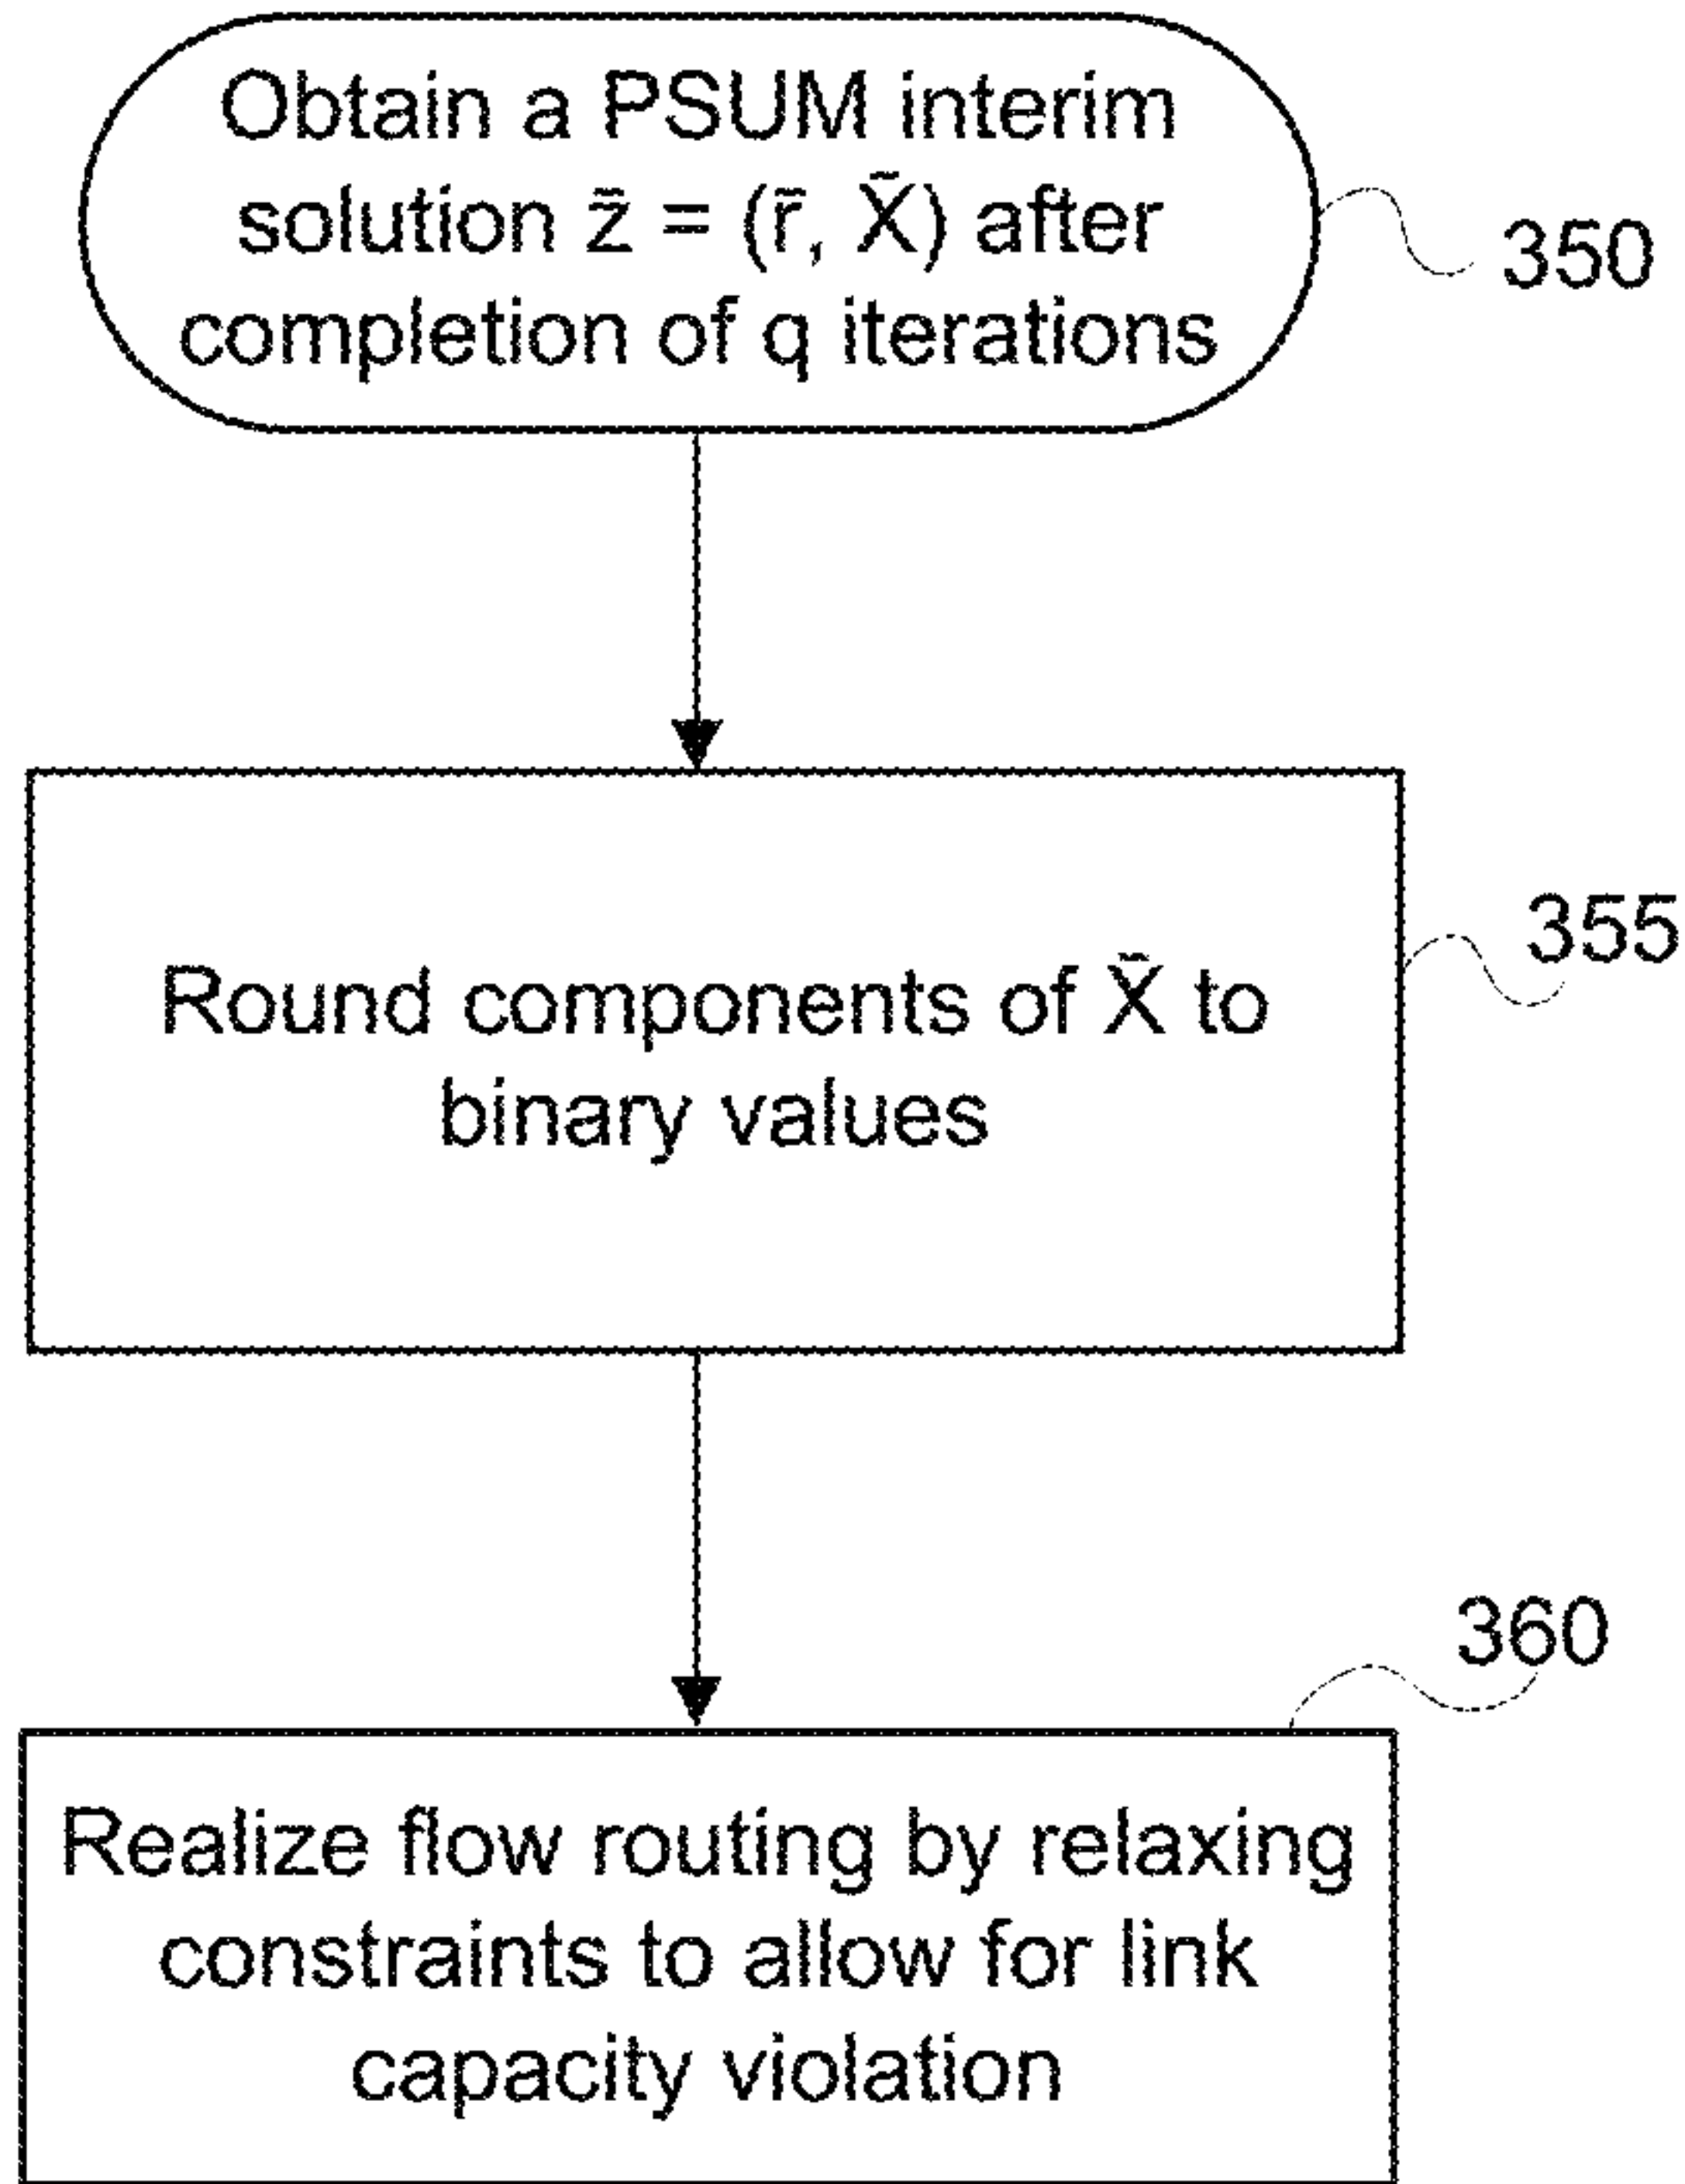 Obtain a PSUM interim
solution z̄ = (r̄, X̄) after
completion of q iterations
350
Round components of X̄ to
binary values
355
360
Realize flow routing by relaxing
constraints to allow for link
capacity violation